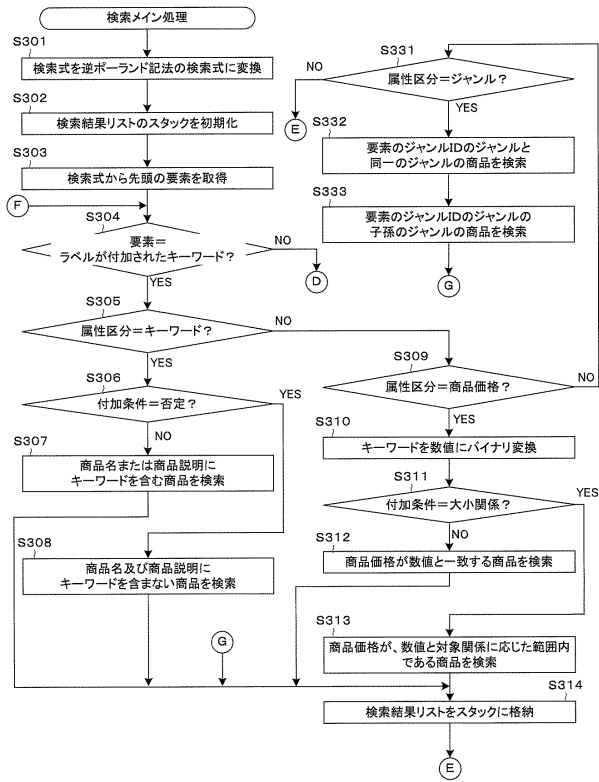 検索メイン処理
S301
検索式を逆ポーランド記法の検索式に変換
S302
検索結果リストのスタックを初期化
S303
検索式から先頭の要素を取得
F
S304
要素＝
ラベルが付加されたキーワード？
NO
D
YES
S305
属性区分＝キーワード？
NO
YES
S306
付加条件＝否定？
YES
NO
S307
商品名または商品説明に
キーワードを含む商品を検索
S308
商品名及び商品説明に
キーワードを含まない商品を検索
G
S331
属性区分＝ジャンル？
NO
E
YES
S332
要素のジャンルIDのジャンルと
同一のジャンルの商品を検索
S333
要素のジャンルIDのジャンルの
子孫のジャンルの商品を検索
G
S309
属性区分＝商品価格？
NO
YES
S310
キーワードを数値にバイナリ変換
S311
付加条件＝大小関係？
YES
NO
S312
商品価格が数値と一致する商品を検索
S313
商品価格が、数値と対象関係に応じた範囲内
である商品を検索
S314
検索結果リストをスタックに格納
E